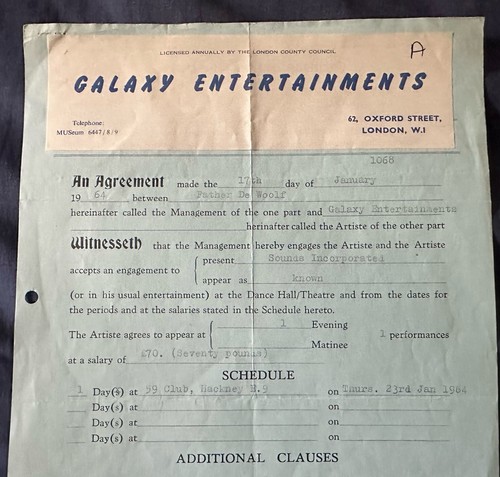 LICENSED ANNUALLY BY THE LONDON COUNTY COUNCIL
A
GALAXY ENTERTAINMENTS
Telephone:
MUSeum 6447/8/9
62, OXFORD STREET,
LONDON, W.I
1068
An Agreement made the 17th day of January
1964 between Father De Woolf
hereinafter called the Management of the one part and Galaxy Entertainments
hereinafter called the Artiste of the other part
Witnesseth that the Management hereby engages the Artiste and the Artiste
accepts an engagement to { present Sounds Incorporated
appear as known
(or in his usual entertainment) at the Dance Hall/Theatre and from the dates for
the periods and at the salaries stated in the Schedule hereto.
The Artiste agrees to appear at { 1 Evening
Matinee } 1 performances
at a salary of £70. (Seventy pounds)
SCHEDULE
1 Day(s) at 59 Club, Hackney E.9 on Thurs. 23rd Jan 1964
Day(s) at on
Day(s) at on
Day(s) at on
ADDITIONAL CLAUSES